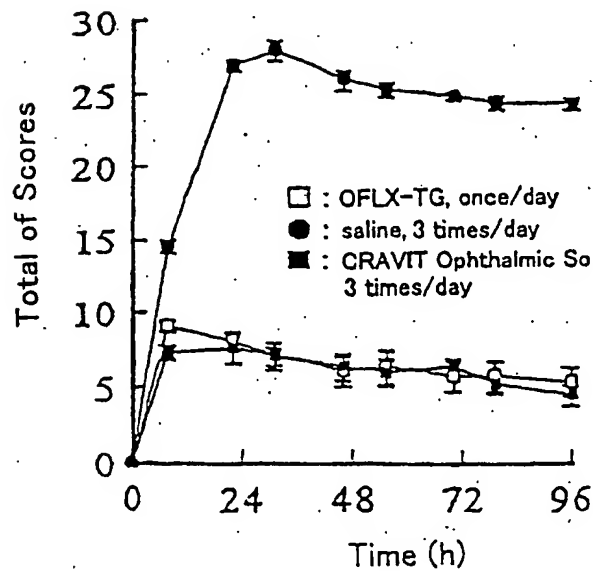 Total of Scores
30
25
20
15
10
5
0
: OFLX-TG, once/day
: saline, 3 times/day
: CRAVIT Ophthalmic So
3 times/day
0 24 48 72 96
Time (h)